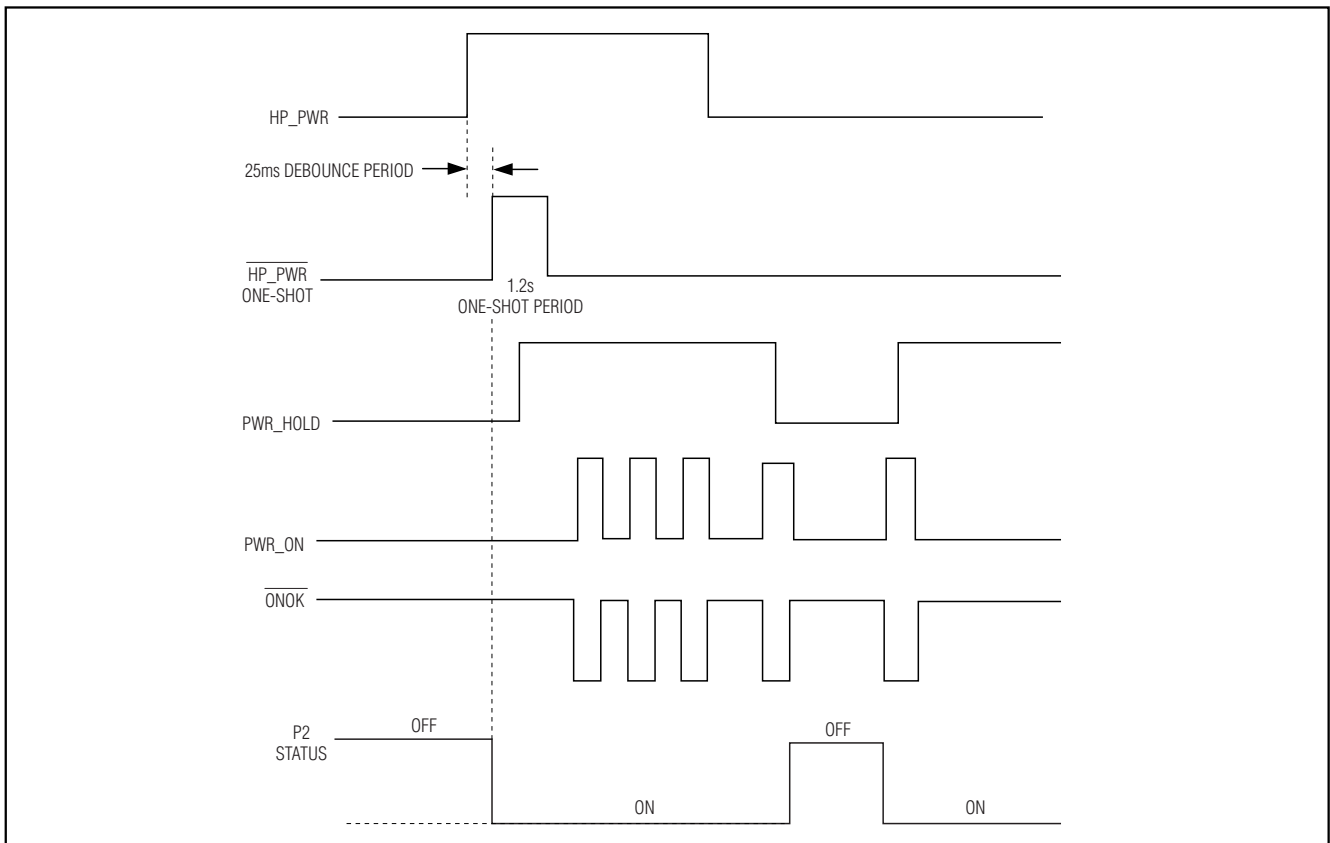 HP_PWR
25ms DEBOUNCE PERIOD
HP_PWR
ONE-SHOT
1.2s
ONE-SHOT PERIOD
PWR_HOLD
PWR_ON
ONOK
P2
STATUS
OFF
OFF
ON
ON